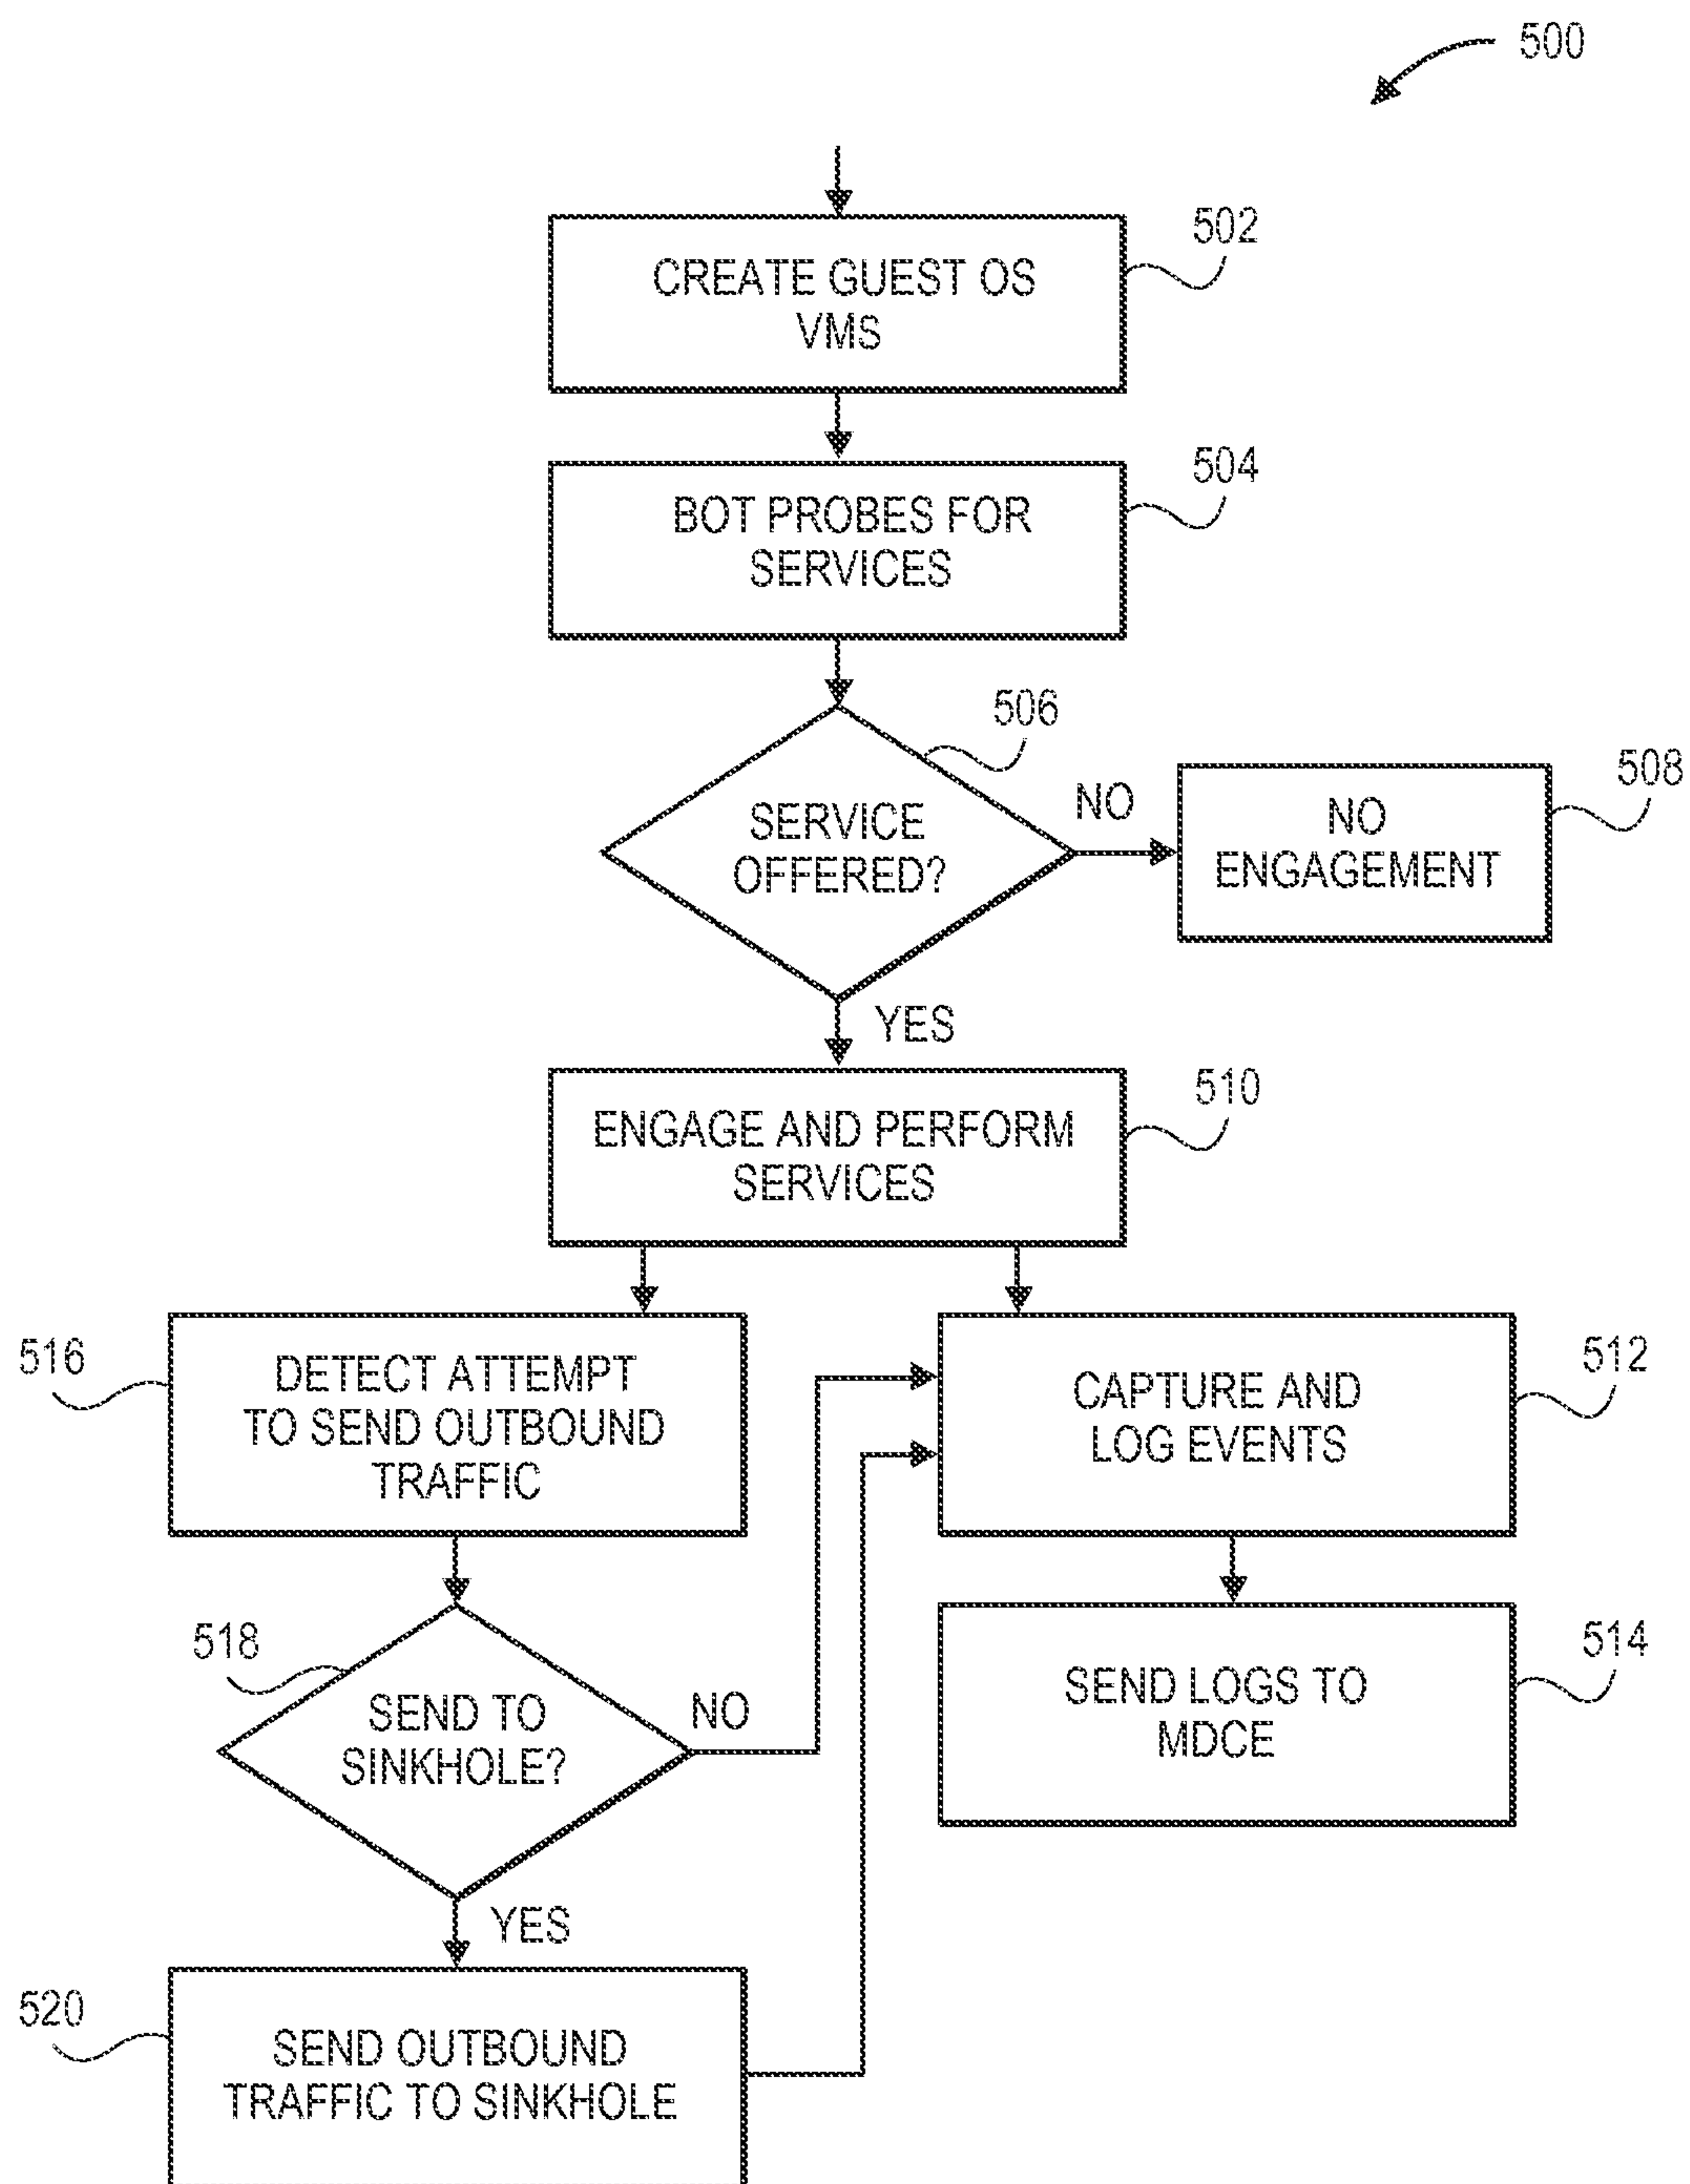 500
CREATE GUEST OS
VMS
502
BOT PROBES FOR
SERVICES
504
506
SERVICE
OFFERED?
NO
NO
ENGAGEMENT
508
YES
ENGAGE AND PERFORM
SERVICES
510
516
DETECT ATTEMPT
TO SEND OUTBOUND
TRAFFIC
CAPTURE AND
LOG EVENTS
512
518
SEND TO
SINKHOLE?
NO
SEND LOGS TO
MDCE
514
YES
520
SEND OUTBOUND
TRAFFIC TO SINKHOLE